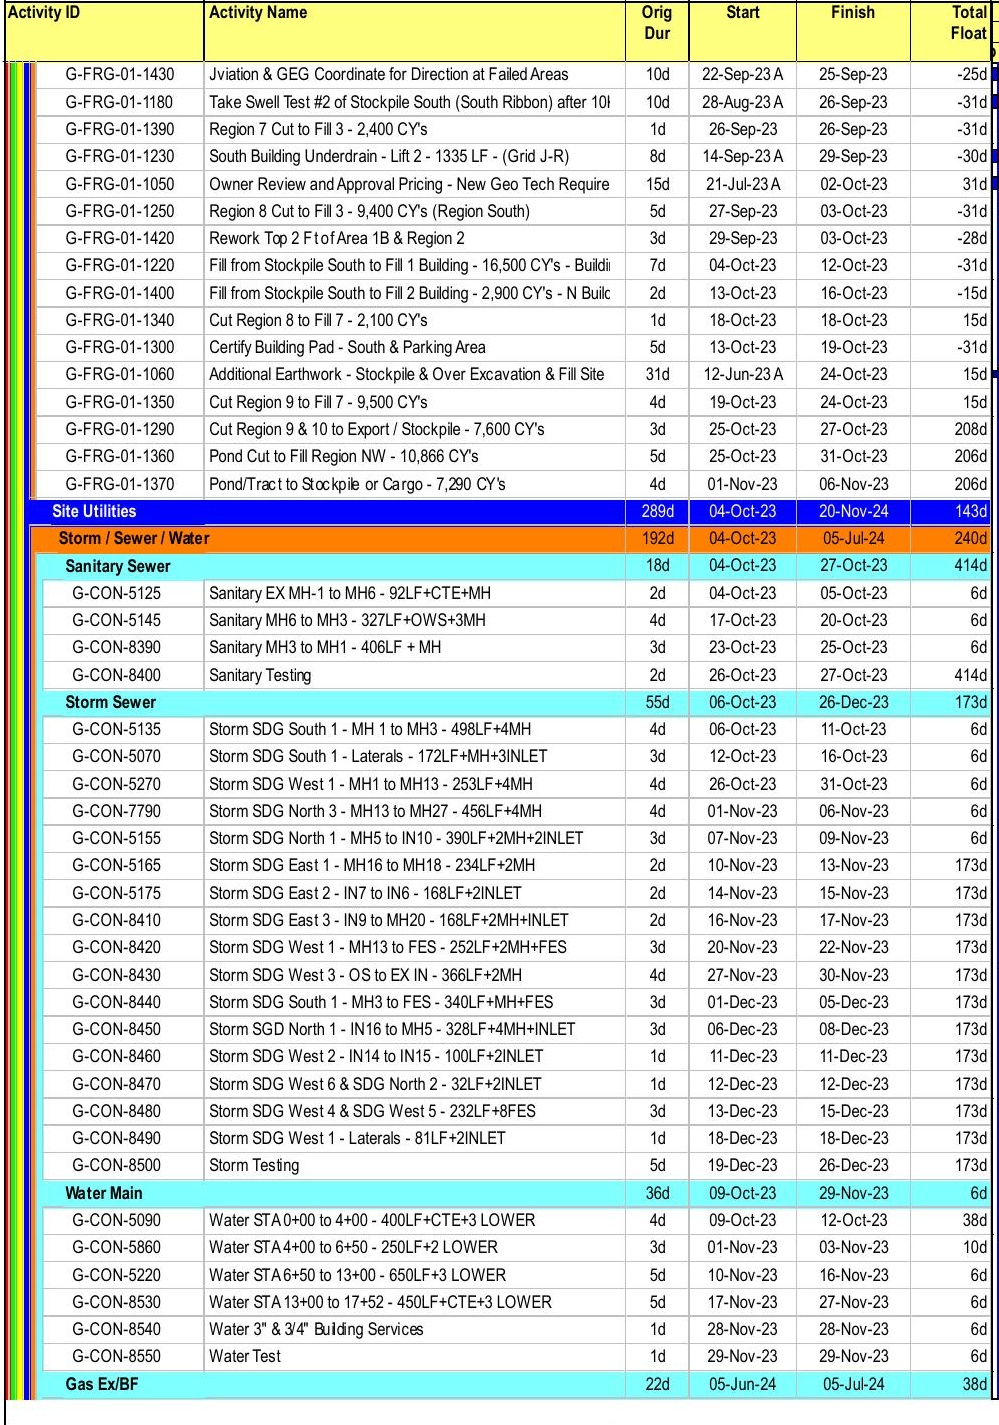 Activity ID Activity Name Orig Dur Start Finish Total Float
G-FRG-01-1430 Jviation & GEG Coordinate for Direction at Failed Areas 10d 22-Sep-23 A 25-Sep-23 -25d
G-FRG-01-1180 Take Swell Test #2 of Stockpile South (South Ribbon) after 10 10d 28-Aug-23 A 26-Sep-23 -31d
G-FRG-01-1390 Region 7 Cut to Fill 3 - 2,400 CY's 1d 26-Sep-23 26-Sep-23 -31d
G-FRG-01-1230 South Building Underdrain - Lift 2 - 1335 LF - (Grid J-R) 8d 14-Sep-23 A 29-Sep-23 -30d
G-FRG-01-1050 Owner Review and Approval Pricing - New Geo Tech Require 15d 21-Jul-23 A 02-Oct-23 31d
G-FRG-01-1250 Region 8 Cut to Fill 3 - 9,400 CY's (Region South) 5d 27-Sep-23 03-Oct-23 -31d
G-FRG-01-1420 Rework Top 2 Ft of Area 1B & Region 2 3d 29-Sep-23 03-Oct-23 -28d
G-FRG-01-1220 Fill from Stockpile South to Fill 1 Building - 16,500 CY's - Buildi 7d 04-Oct-23 12-Oct-23 -31d
G-FRG-01-1400 Fill from Stockpile South to Fill 2 Building - 2,900 CY's - N Builc 2d 13-Oct-23 16-Oct-23 -15d
G-FRG-01-1340 Cut Region 8 to Fill 7 - 2,100 CY's 1d 18-Oct-23 18-Oct-23 15d
G-FRG-01-1300 Certify Building Pad - South & Parking Area 5d 13-Oct-23 19-Oct-23 -31d
G-FRG-01-1060 Additional Earthwork - Stockpile & Over Excavation & Fill Site 31d 12-Jun-23 A 24-Oct-23 15d
G-FRG-01-1350 Cut Region 9 to Fill 7 - 9,500 CY's 4d 19-Oct-23 24-Oct-23 15d
G-FRG-01-1290 Cut Region 9 & 10 to Export / Stockpile - 7,600 CY's 3d 25-Oct-23 27-Oct-23 208d
G-FRG-01-1360 Pond Cut to Fill Region NW - 10,866 CY's 5d 25-Oct-23 31-Oct-23 206d
G-FRG-01-1370 Pond/Tract to Stockpile or Cargo - 7,290 CY's 4d 01-Nov-23 06-Nov-23 206d
Site Utilities 289d 04-Oct-23 20-Nov-24 143d
Storm / Sewer / Water 192d 04-Oct-23 05-Jul-24 240d
Sanitary Sewer 18d 04-Oct-23 27-Oct-23 414d
G-CON-5125 Sanitary EX MH-1 to MH6 - 92LF+CTE+MH 2d 04-Oct-23 05-Oct-23 6d
G-CON-5145 Sanitary MH6 to MH3 - 327LF+OWS+3MH 4d 17-Oct-23 20-Oct-23 6d
G-CON-8390 Sanitary MH3 to MH1 - 406LF + MH 3d 23-Oct-23 25-Oct-23 6d
G-CON-8400 Sanitary Testing 2d 26-Oct-23 27-Oct-23 414d
Storm Sewer 55d 06-Oct-23 26-Dec-23 173d
G-CON-5135 Storm SDG South 1 - MH 1 to MH3 - 498LF+4MH 4d 06-Oct-23 11-Oct-23 6d
G-CON-5070 Storm SDG South 1 - Laterals - 172LF+MH+3INLET 3d 12-Oct-23 16-Oct-23 6d
G-CON-5270 Storm SDG West 1 - MH1 to MH13 - 253LF+4MH 4d 26-Oct-23 31-Oct-23 6d
G-CON-7790 Storm SDG North 3 - MH13 to MH27 - 456LF+4MH 4d 01-Nov-23 06-Nov-23 6d
G-CON-5155 Storm SDG North 1 - MH5 to IN10 - 390LF+2MH+2INLET 3d 07-Nov-23 09-Nov-23 6d
G-CON-5165 Storm SDG East 1 - MH16 to MH18 - 234LF+2MH 2d 10-Nov-23 13-Nov-23 173d
G-CON-5175 Storm SDG East 2 - IN7 to IN6 - 168LF+2INLET 2d 14-Nov-23 15-Nov-23 173d
G-CON-8410 Storm SDG East 3 - IN9 to MH20 - 168LF+2MH+INLET 2d 16-Nov-23 17-Nov-23 173d
G-CON-8420 Storm SDG West 1 - MH13 to FES - 252LF+2MH+FES 3d 20-Nov-23 22-Nov-23 173d
G-CON-8430 Storm SDG West 3 - OS to EX IN - 366LF+2MH 4d 27-Nov-23 30-Nov-23 173d
G-CON-8440 Storm SDG South 1 - MH3 to FES - 340LF+MH+FES 3d 01-Dec-23 05-Dec-23 173d
G-CON-8450 Storm SGD North 1 - IN16 to MH5 - 328LF+4MH+INLET 3d 06-Dec-23 08-Dec-23 173d
G-CON-8460 Storm SDG West 2 - IN14 to IN15 - 100LF+2INLET 1d 11-Dec-23 11-Dec-23 173d
G-CON-8470 Storm SDG West 6 & SDG North 2 - 32LF+2INLET 1d 12-Dec-23 12-Dec-23 173d
G-CON-8480 Storm SDG West 4 & SDG West 5 - 232LF+8FES 3d 13-Dec-23 15-Dec-23 173d
G-CON-8490 Storm SDG West 1 - Laterals - 81LF+2INLET 1d 18-Dec-23 18-Dec-23 173d
G-CON-8500 Storm Testing 5d 19-Dec-23 26-Dec-23 173d
Water Main 36d 09-Oct-23 29-Nov-23 6d
G-CON-5090 Water STA 0+00 to 4+00 - 400LF+CTE+3 LOWER 4d 09-Oct-23 12-Oct-23 38d
G-CON-5860 Water STA 4+00 to 6+50 - 250LF+2 LOWER 3d 01-Nov-23 03-Nov-23 10d
G-CON-5220 Water STA 6+50 to 13+00 - 650LF+3 LOWER 5d 10-Nov-23 16-Nov-23 6d
G-CON-8530 Water STA 13+00 to 17+52 - 450LF+CTE+3 LOWER 5d 17-Nov-23 27-Nov-23 6d
G-CON-8540 Water 3" & 3/4" Building Services 1d 28-Nov-23 28-Nov-23 6d
G-CON-8550 Water Test 1d 29-Nov-23 29-Nov-23 6d
Gas Ex/BF 22d 05-Jun-24 05-Jul-24 38d